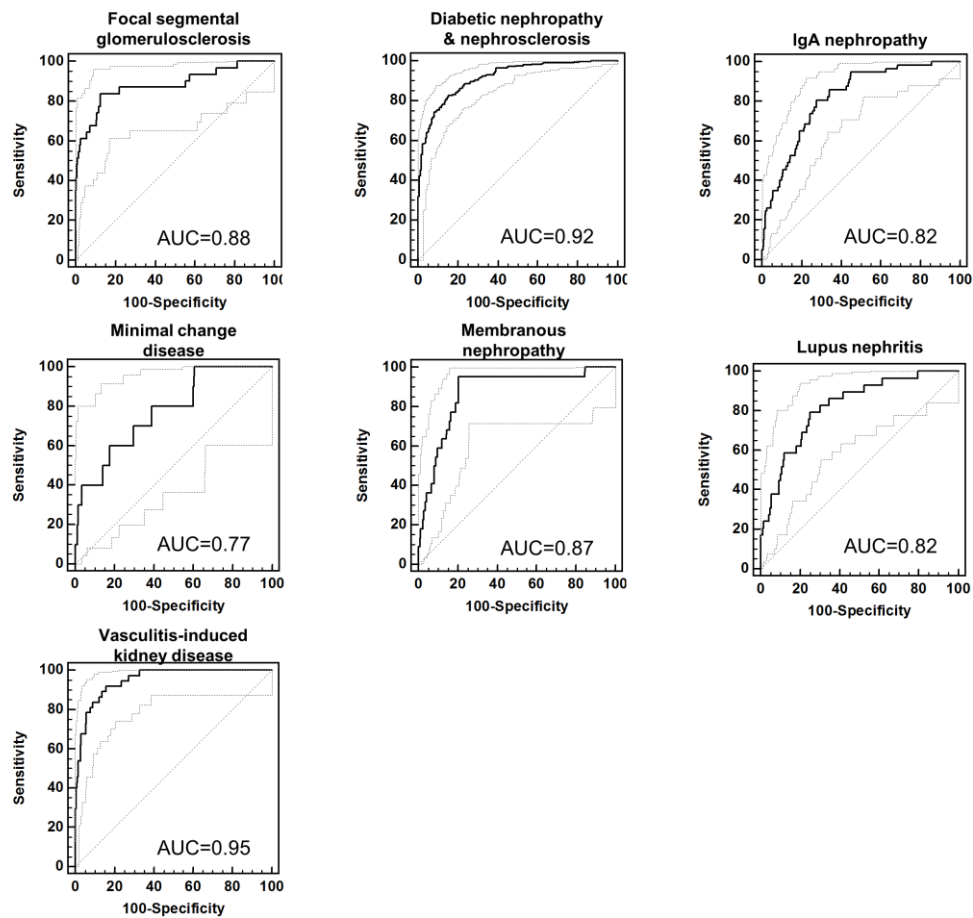 Focal segmental
glomerulosclerosis
100
80
60
40
20
0
Sensitivity
AUC=0.88
0 20 40 60 80 100
100-Specificity
Diabetic nephropathy
& nephrosclerosis
100
80
60
40
20
0
Sensitivity
AUC=0.92
0 20 40 60 80 100
100-Specificity
IgA nephropathy
100
80
60
40
20
0
Sensitivity
AUC=0.82
0 20 40 60 80 100
100-Specificity
Minimal change
disease
100
80
60
40
20
0
Sensitivity
AUC=0.77
0 20 40 60 80 100
100-Specificity
Membranous
nephropathy
100
80
60
40
20
0
Sensitivity
AUC=0.87
0 20 40 60 80 100
100-Specificity
Lupus nephritis
100
80
60
40
20
0
Sensitivity
AUC=0.82
0 20 40 60 80 100
100-Specificity
Vasculitis-induced
kidney disease
100
80
60
40
20
0
Sensitivity
AUC=0.95
0 20 40 60 80 100
100-Specificity